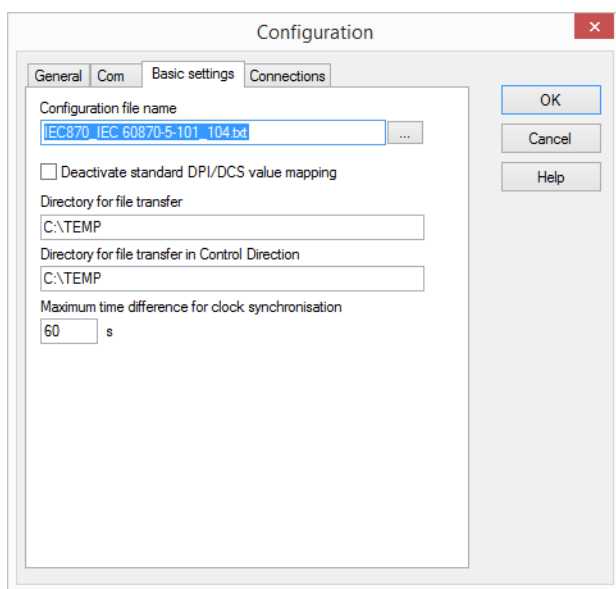 Configuration
General Com Basic settings Connections
Configuration file name
IEC870_IEC 60870-5-101_104.txt ...
Deactivate standard DPI/DCS value mapping
Directory for file transfer
C:\TEMP
Directory for file transfer in Control Direction
C:\TEMP
Maximum time difference for clock synchronisation
60 s
OK
Cancel
Help